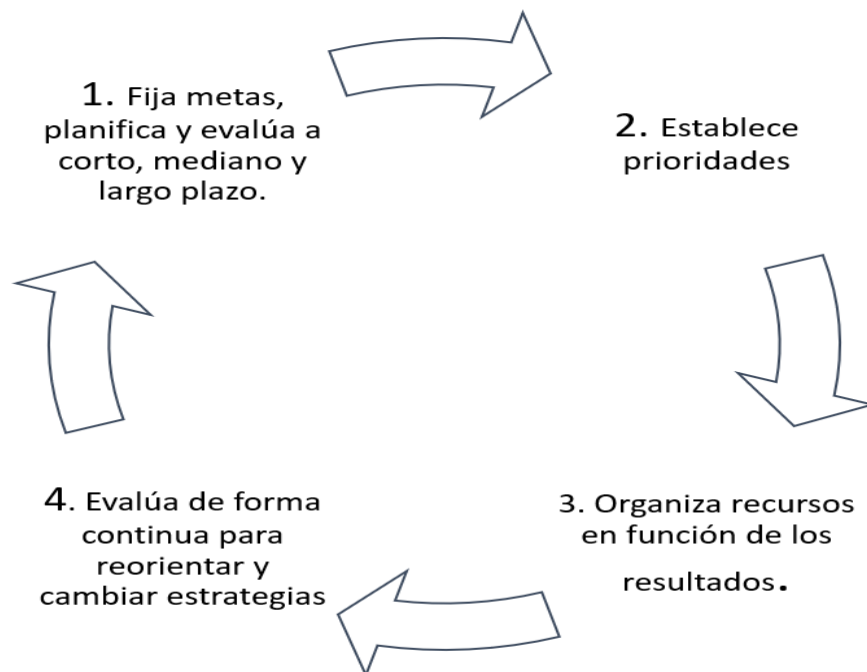 1. Fija metas,
planifica y evalúa a
corto, mediano y
largo plazo.
2. Establece
prioridades
3. Organiza recursos
en función de los
resultados.
4. Evalúa de forma
continua para
reorientar y
cambiar estrategias